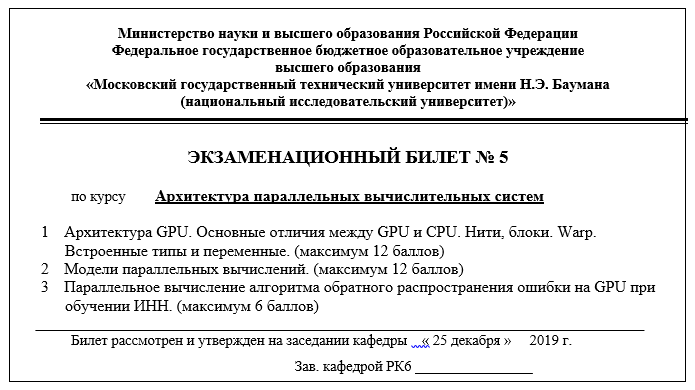 Министерство науки и высшего образования Российской Федерации
Федеральное государственное бюджетное образовательное учреждение
высшего образования
«Московский государственный технический университет имени Н.Э. Баумана
(национальный исследовательский университет)»
ЭКЗАМЕНАЦИОННЫЙ БИЛЕТ № 5
по курсу Архитектура параллельных вычислительных систем
1 Архитектура GPU. Основные отличия между GPU и CPU. Нити, блоки. Warp.
Встроенные типы и переменные. (максимум 12 баллов)
2 Модели параллельных вычислений. (максимум 12 баллов)
3 Параллельное вычисление алгоритма обратного распространения ошибки на GPU при
обучении ИНН. (максимум 6 баллов)
Билет рассмотрен и утвержден на заседании кафедры « 25 декабря » 2019 г.
Зав. кафедрой РК6 ________________